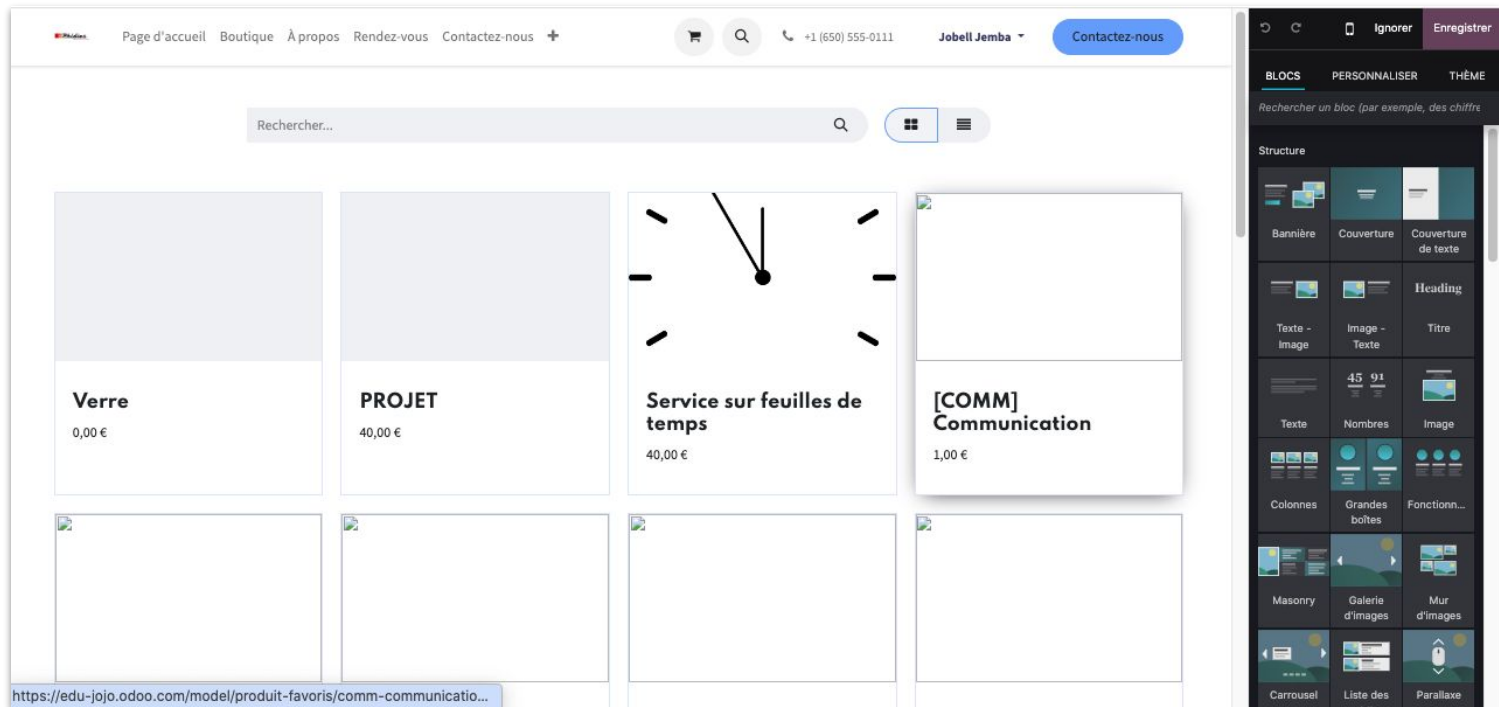 Page d'accueil Boutique À propos Rendez-vous Contactez-nous + +1 (650) 555-0111 Jobell Jemba Contactez-nous
Ignorer Enregistrer
BLOCS PERSONNALISER THÈME
Rechercher un bloc (par exemple, des chiffre
Rechercher...
Verre
0,00 €
PROJET
40,00 €
Service sur feuilles de
temps
40,00 €
[COMM]
Communication
1,00 €
https://edu-jojo.odoo.com/model/produit-favoris/comm-communicatio...
Structure
Bannière Couverture Couverture
de texte
Heading
Texte - Image - Titre
Image Texte
45 91
Texte Nombres Image
Colonnes Grandes Fonctionn...
boîtes
Masonry Galerie Mur
d'images d'images
Carrousel Liste des Parallaxe